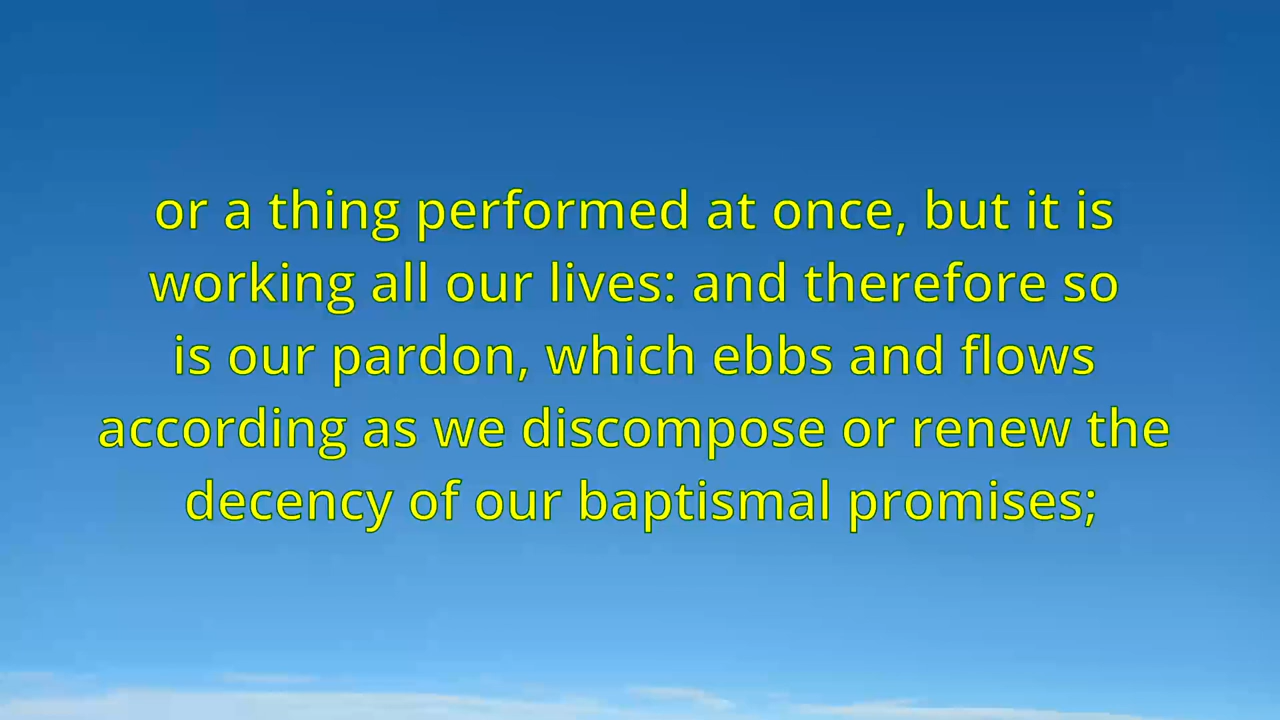 or a thing performed at once, but it is
working all our lives: and therefore so
is our pardon, which ebbs and flows
according as we discompose or renew the
decency of our baptismal promises;